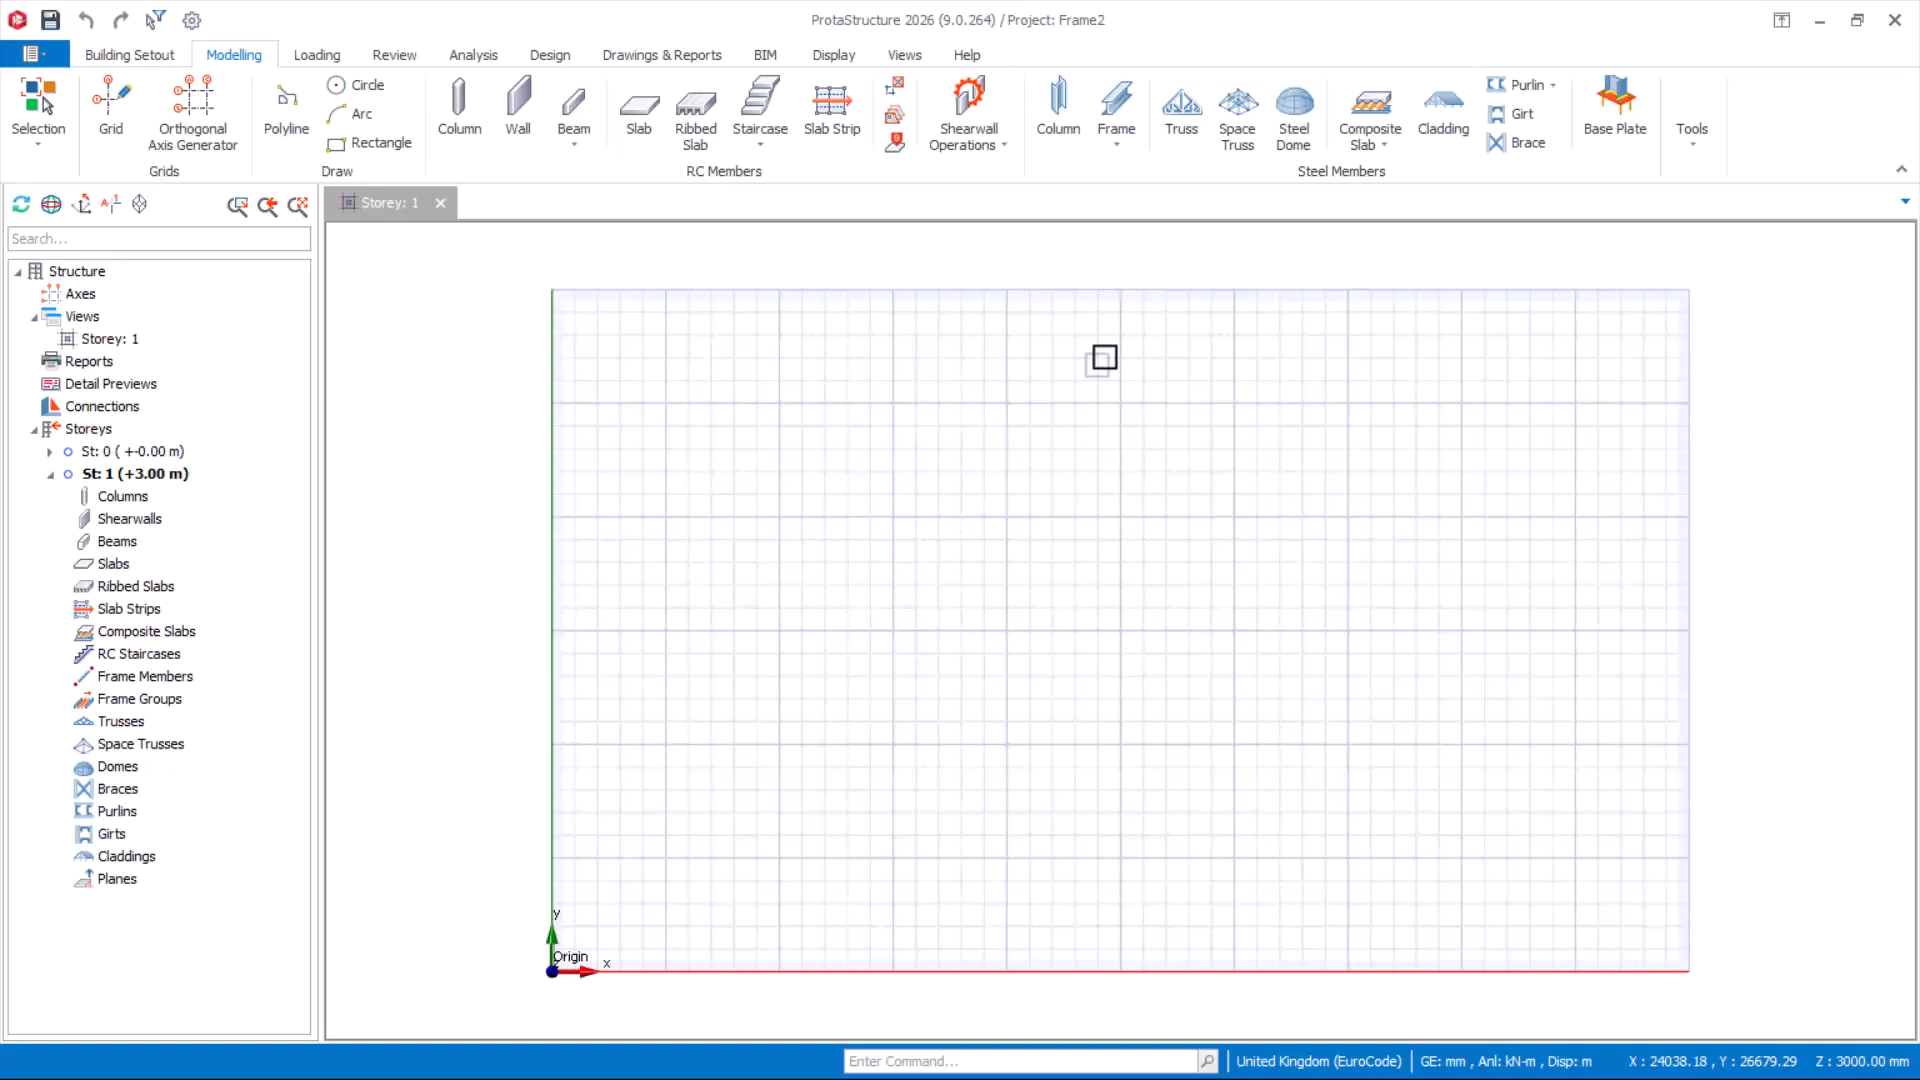 ProtaStructure 2026 (9.0.264) / Project: Frame2
Building Setout
Modelling
Loading
Review
Analysis
Design
Drawings & Reports
BIM
Display
Views
Help
Selection
Grid
Orthogonal
Axis Generator
Grids
Polyline
Circle
Arc
Rectangle
Draw
Column
Wall
Beam
Slab
Ribbed
Slab
Staircase
Slab Strip
Shearwall
Operations
RC Members
Column
Frame
Truss
Space
Truss
Steel
Dome
Composite
Slab
Cladding
Purlin
Girt
Brace
Steel Members
Base Plate
Tools
Search...
Storey: 1
Structure
Axes
Views
Storey: 1
Reports
Detail Previews
Connections
Storeys
St: 0 ( +-0.00 m)
St: 1 (+3.00 m)
Columns
Shearwalls
Beams
Slabs
Ribbed Slabs
Slab Strips
Composite Slabs
RC Staircases
Frame Members
Frame Groups
Trusses
Space Trusses
Domes
Braces
Purlins
Girts
Claddings
Planes
y
Origin
x
Enter Command...
United Kingdom (EuroCode)
GE: mm , Anl: kN-m , Disp: m
X : 24038.18 , Y : 26679.29
Z : 3000.00 mm